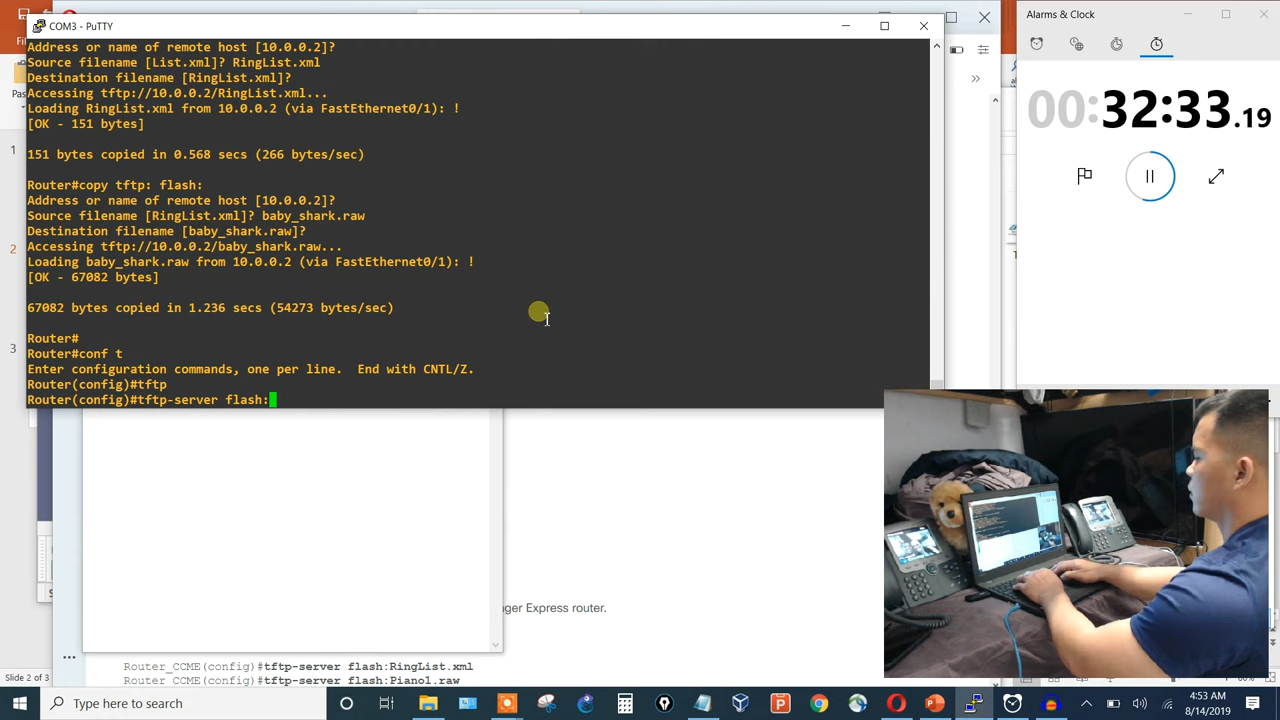 COM3 - PuTTY
Alarms & Clock
Address or name of remote host [10.0.0.2]?
Source filename [List.xml]? RingList.xml
Destination filename [RingList.xml]?
Accessing tftp://10.0.0.2/RingList.xml...
Loading RingList.xml from 10.0.0.2 (via FastEthernet0/1): !
[OK - 151 bytes]
151 bytes copied in 0.568 secs (266 bytes/sec)
Router#copy tftp: flash:
Address or name of remote host [10.0.0.2]?
Source filename [RingList.xml]? baby_shark.raw
Destination filename [baby_shark.raw]?
Accessing tftp://10.0.0.2/baby_shark.raw...
Loading baby_shark.raw from 10.0.0.2 (via FastEthernet0/1): !
[OK - 67082 bytes]
67082 bytes copied in 1.236 secs (54273 bytes/sec)
Router#
Router#conf t
Enter configuration commands, one per line.  End with CNTL/Z.
Router(config)#tftp
Router(config)#tftp-server flash:
00:32:33.19
1
2
3
nger Express router.
Router_CCME(config)#tftp-server flash:RingList.xml
Router_CCME(config)#tftp-server flash:Piano1.raw
Slide 2 of 3
Type here to search
4:53 AM
8/14/2019